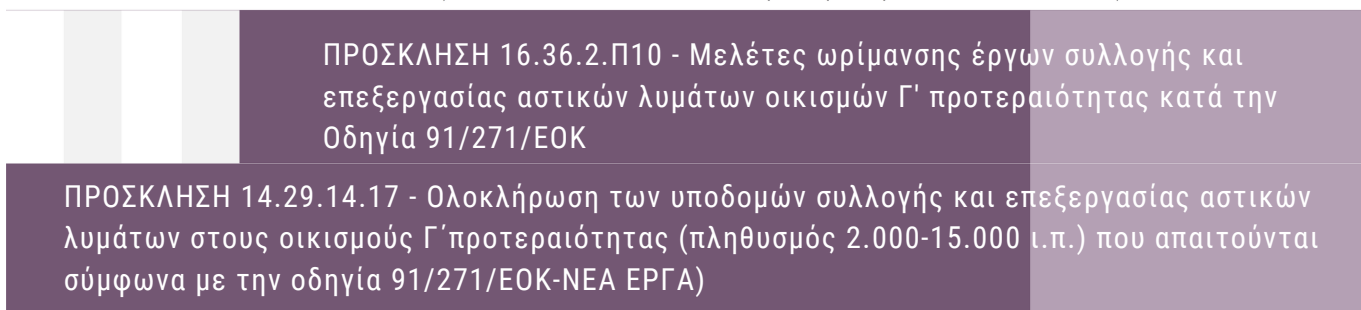 ΠΡΟΣΚΛΗΣΗ 16.36.2.Π10 - Μελέτες ωρίμανσης έργων συλλογής και
επεξεργασίας αστικών λυμάτων οικισμών Γ' προτεραιότητας κατά την
Οδηγία 91/271/ΕΟΚ
ΠΡΟΣΚΛΗΣΗ 14.29.14.17 - Ολοκλήρωση των υποδομών συλλογής και επεξεργασίας αστικών
λυμάτων στους οικισμούς Γ΄προτεραιότητας (πληθυσμός 2.000-15.000 ι.π.) που απαιτούνται
σύμφωνα με την οδηγία 91/271/ΕΟΚ-ΝΕΑ ΕΡΓΑ)